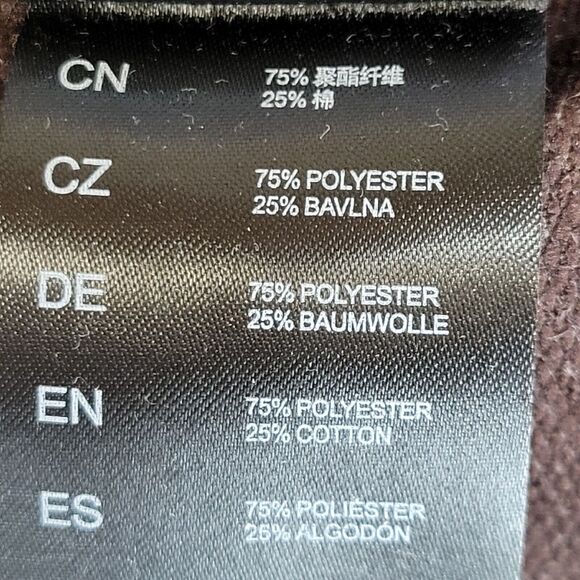 CN 75% 聚酯纤维
25% 棉
CZ 75% POLYESTER
25% BAVLNA
DE 75% POLYESTER
25% BAUMWOLLE
EN 75% POLYESTER
25% COTTON
ES 75% POLIÉSTER
25% ALGODÓN